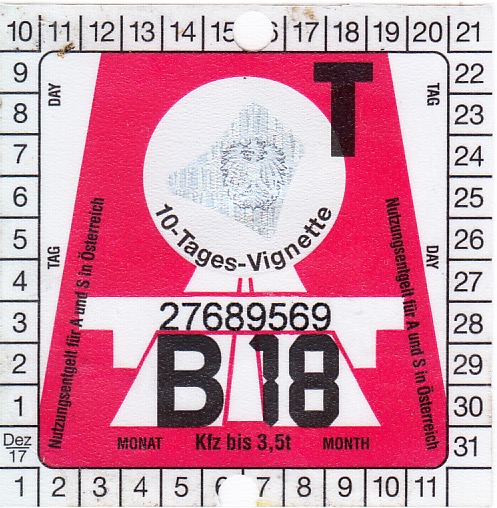 10 11 12 13 14 15 16 17 18 19 20 21
9 22
8 23
7 24
6 25
5 26
4 27
3 28
2 29
1 30
Dez 17 31
1 2 3 4 5 6 7 8 9 10 11
DAY
TAG
T
10-Tages-Vignette
TAG
DAY
Nutzungsentgelt für A und S in Österreich
Nutzungsentgelt für A und S in Österreich
27689569
B 18
MONAT Kfz bis 3,5t MONTH